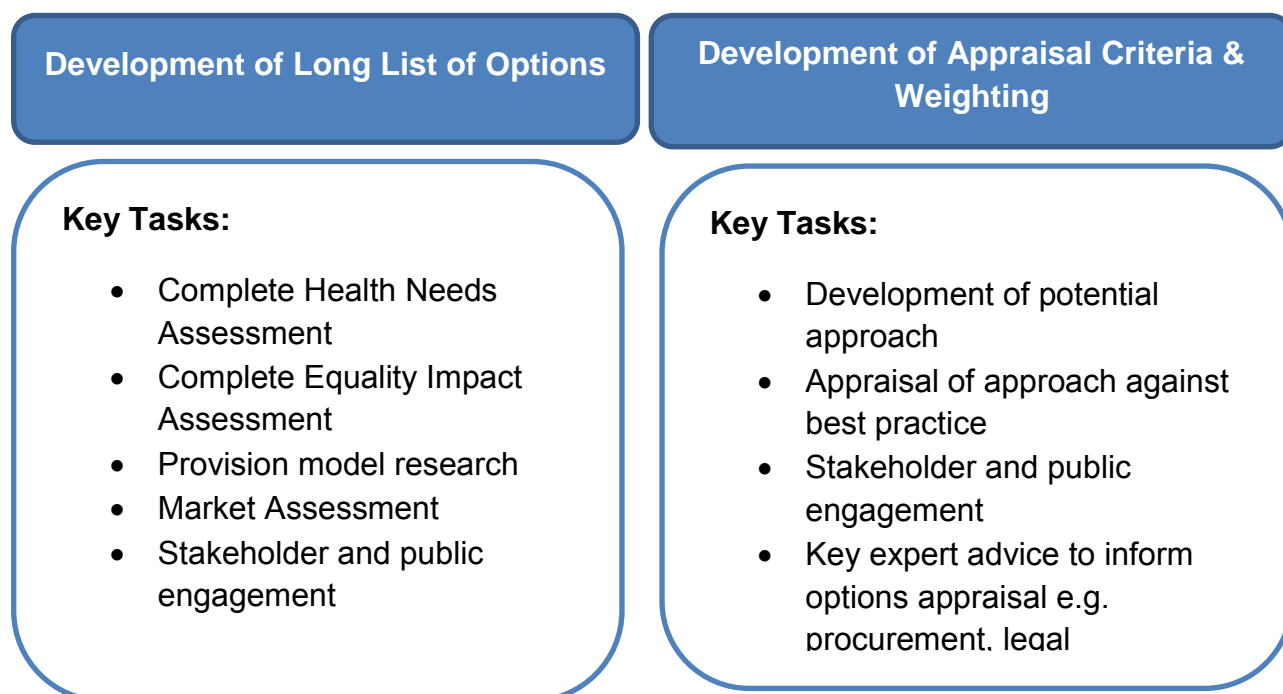 Development of Long List of Options
Key Tasks:
• Complete Health Needs
Assessment
• Complete Equality Impact
Assessment
• Provision model research
• Market Assessment
• Stakeholder and public
engagement
Development of Appraisal Criteria &
Weighting
Key Tasks:
• Development of potential
approach
• Appraisal of approach against
best practice
• Stakeholder and public
engagement
• Key expert advice to inform
options appraisal e.g.
procurement, legal